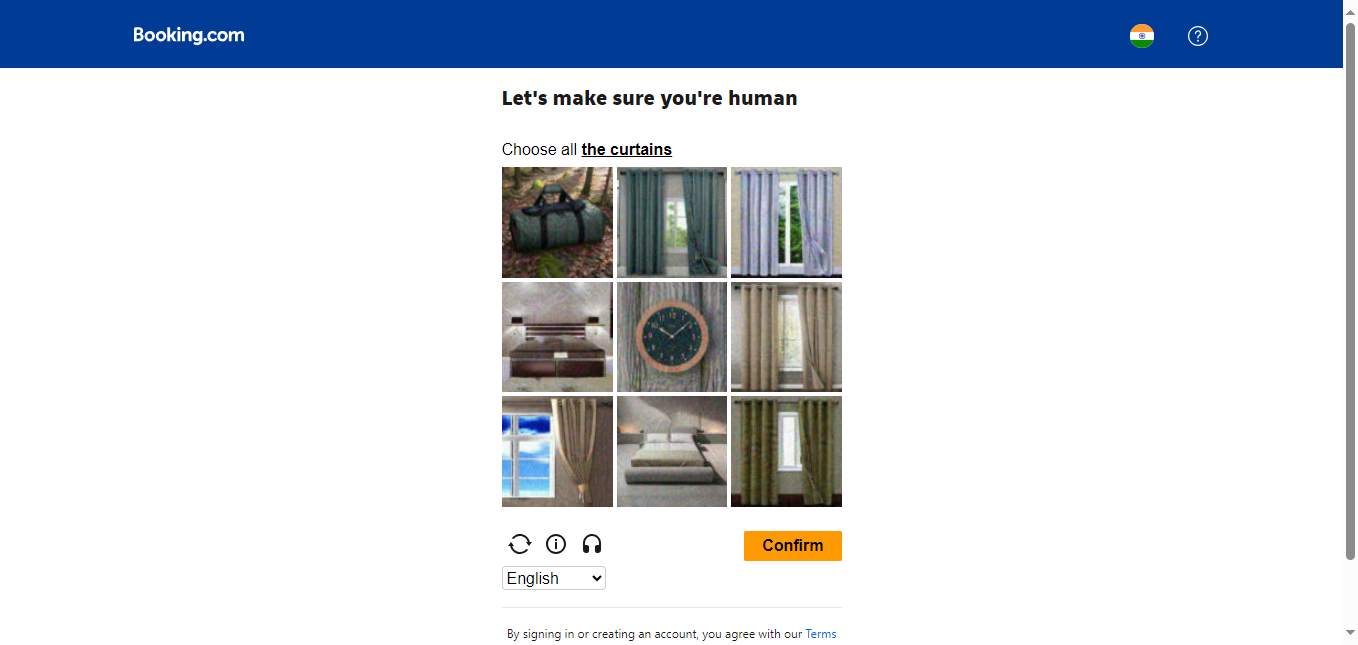 Booking.com
Let's make sure you're human
Choose all the curtains
Confirm
English
By signing in or creating an account, you agree with our Terms